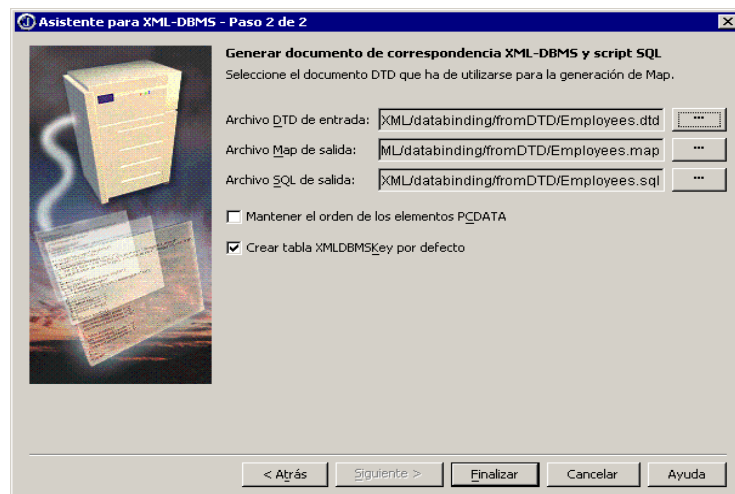 Asistente para XML-DBMS - Paso 2 de 2
Generar documento de correspondencia XML-DBMS y script SQL
Seleccione el documento DTD que ha de utilizarse para la generación de Map.
Archivo DTD de entrada: XML/databinding/fromDTD/Employees.dtd ...
Archivo Map de salida: ML/databinding/fromDTD/Employees.map ...
Archivo SQL de salida: XML/databinding/fromDTD/Employees.sql ...
Mantener el orden de los elementos PCDATA
Crear tabla XMLDBMSKey por defecto
< Atrás Siguiente > Finalizar Cancelar Ayuda